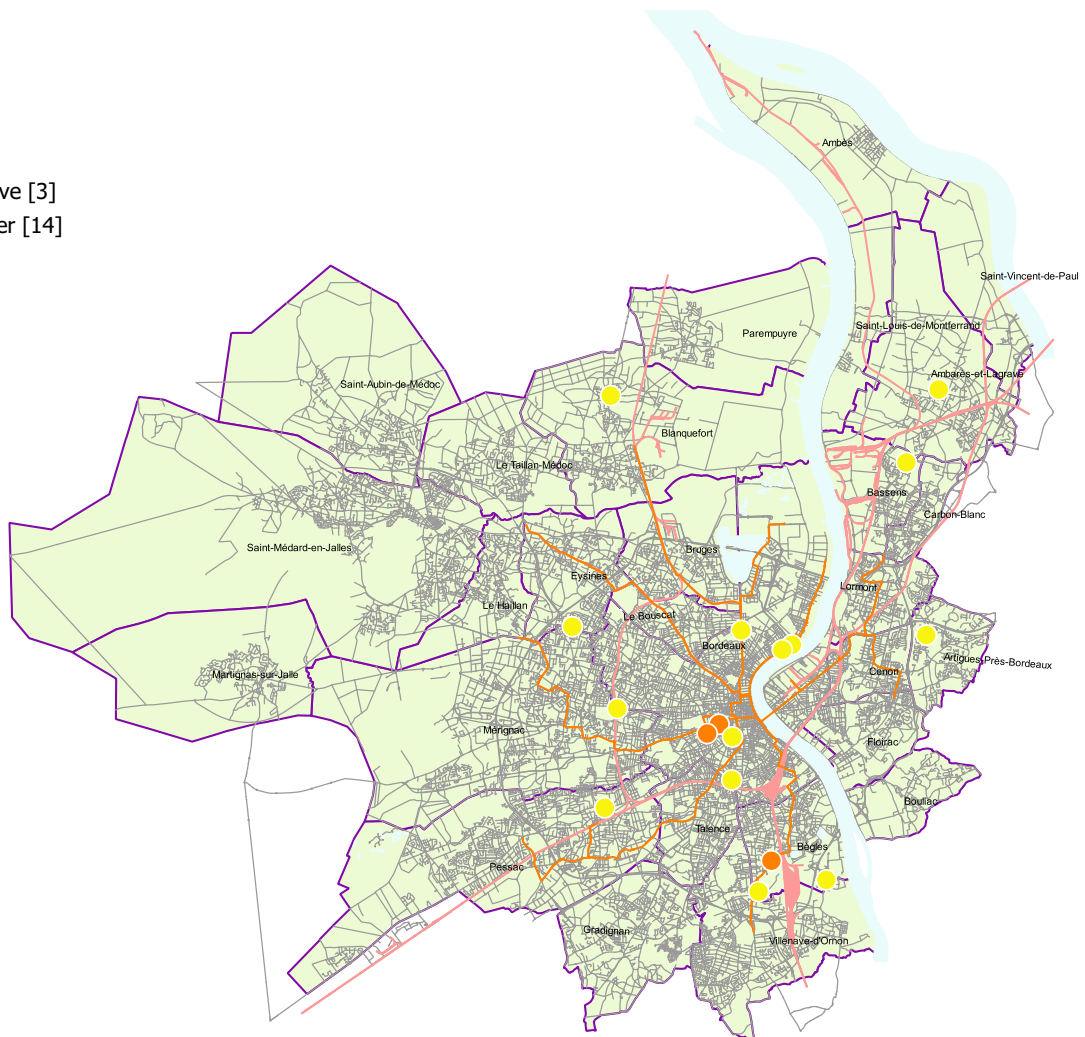 ve [3]
er [14]
Ambès
Saint-Vincent-de-Paul
Saint-Louis-de-Montferrand
Parempuyre
Ambarès-et-Lagrave
Saint-Aubin-de-Médoc
Blanquefort
Le Taillan-Médoc
Bassens
Carbon-Blanc
Saint-Médard-en-Jalles
Bruges
Eysines
Lormont
Le Haillan
Le Bouscat
Bordeaux
Artigues-Près-Bordeaux
Martignas-sur-Jalle
Cenon
Mérignac
Floirac
Bouliac
Talence
Bègles
Pessac
Gradignan
Villenave-d'Ornon